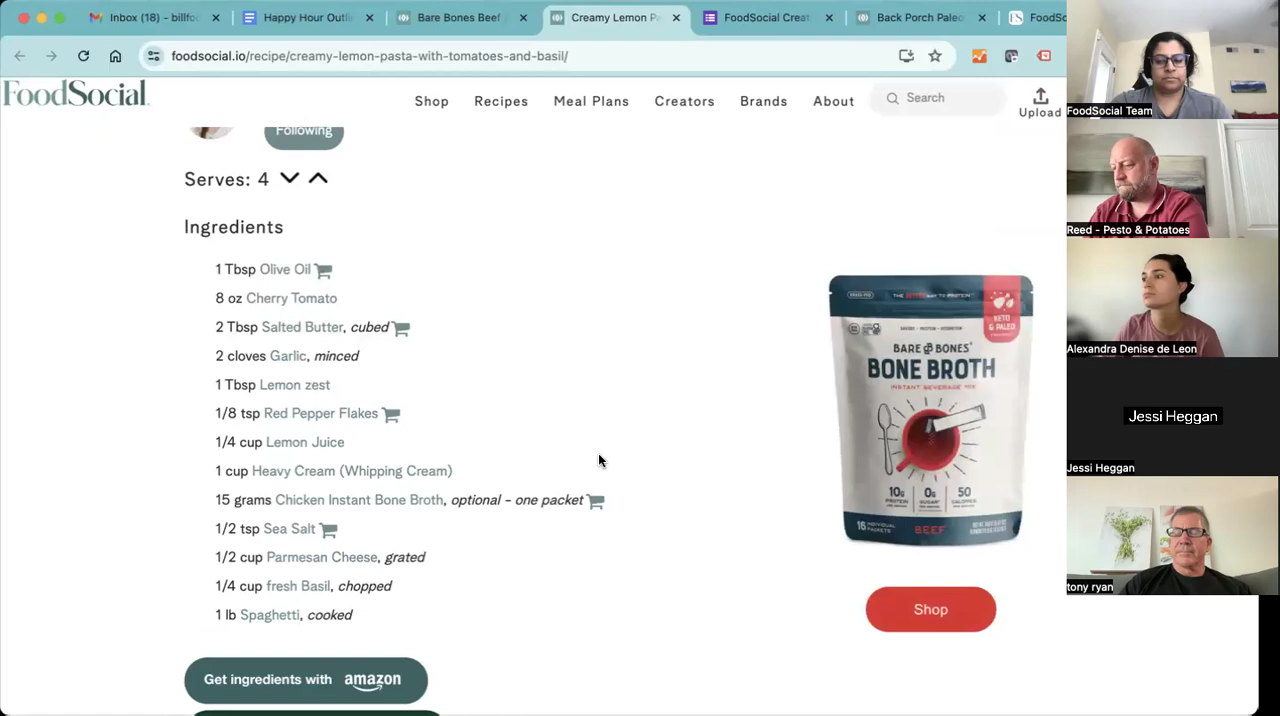 Inbox (18) – billfo
Happy Hour Outli
Bare Bones Beef
Creamy Lemon Pa
FoodSocial Creat
Back Porch Paleo
FoodSo
foodsocial.io/recipe/creamy-lemon-pasta-with-tomatoes-and-basil/
FoodSocial
Shop
Recipes
Meal Plans
Creators
Brands
About
Search
Upload
Following
Serves: 4
Ingredients
1 Tbsp Olive Oil
8 oz Cherry Tomato
2 Tbsp Salted Butter, cubed
2 cloves Garlic, minced
1 Tbsp Lemon zest
1/8 tsp Red Pepper Flakes
1/4 cup Lemon Juice
1 cup Heavy Cream (Whipping Cream)
15 grams Chicken Instant Bone Broth, optional - one packet
1/2 tsp Sea Salt
1/2 cup Parmesan Cheese, grated
1/4 cup fresh Basil, chopped
1 lb Spaghetti, cooked
Get ingredients with amazon
KETO
& PALEO
BARE BONES
BONE BROTH
INSTANT BEVERAGE MIX
10g
PROTEIN
0g
SUGAR
50
CALORIES
16 INDIVIDUAL
PACKETS
BEEF
Shop
FoodSocial Team
Reed - Pesto & Potatoes
Alexandra Denise de Leon
Jessi Heggan
Jessi Heggan
tony ryan